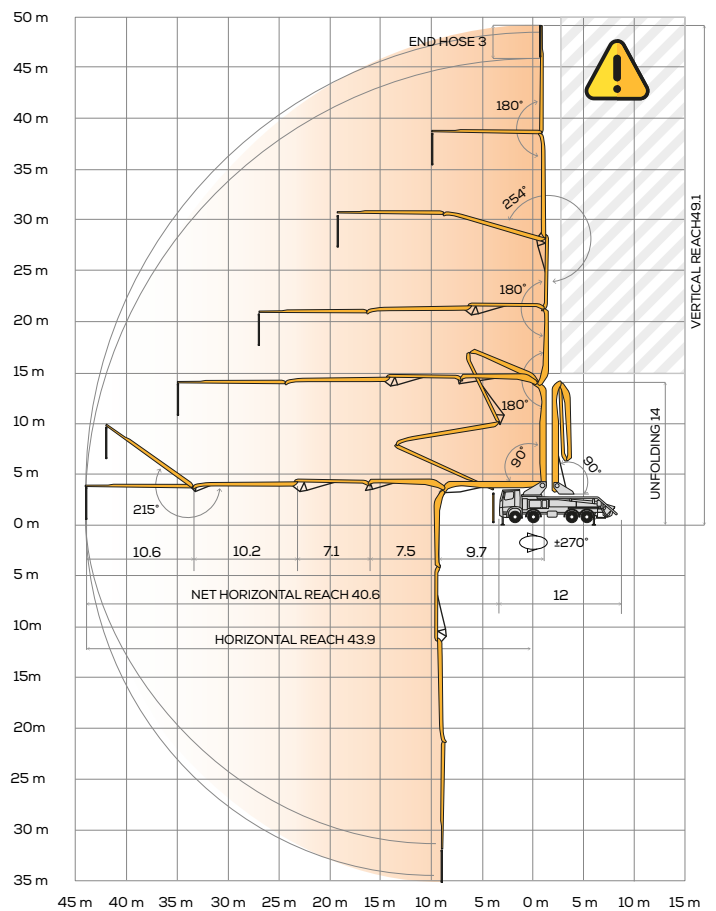 50 m
END HOSE 3
45 m
180°
40 m
35 m
254°
30 m
VERTICAL REACH49.1
25 m
180°
20 m
15 m
180°
10 m
UNFOLDING 14
90°
90°
5 m
215°
0 m
±270°
10.6 10.2 7.1 7.5 9.7
5 m
NET HORIZONTAL REACH 40.6
12
10m
HORIZONTAL REACH 43.9
15m
20m
25 m
30 m
35 m
45 m 40 m 35 m 30 m 25 m 20 m 15 m 10 m 5 m 0 m 5 m 10 m 15 m